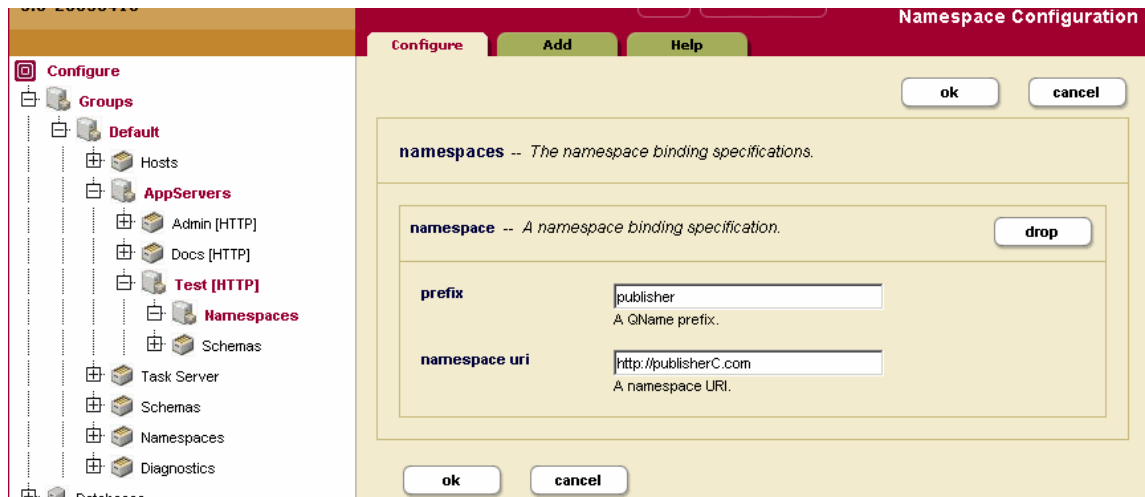 Namespace Configuration
Configure
Add
Help
Configure
Groups
Default
Hosts
AppServers
Admin [HTTP]
Docs [HTTP]
Test [HTTP]
Namespaces
Schemas
Task Server
Schemas
Namespaces
Diagnostics
Databases
ok cancel
namespaces -- The namespace binding specifications.
namespace -- A namespace binding specification.
drop
prefix publisher
A QName prefix.
namespace uri http://publisherC.com
A namespace URI.
ok cancel